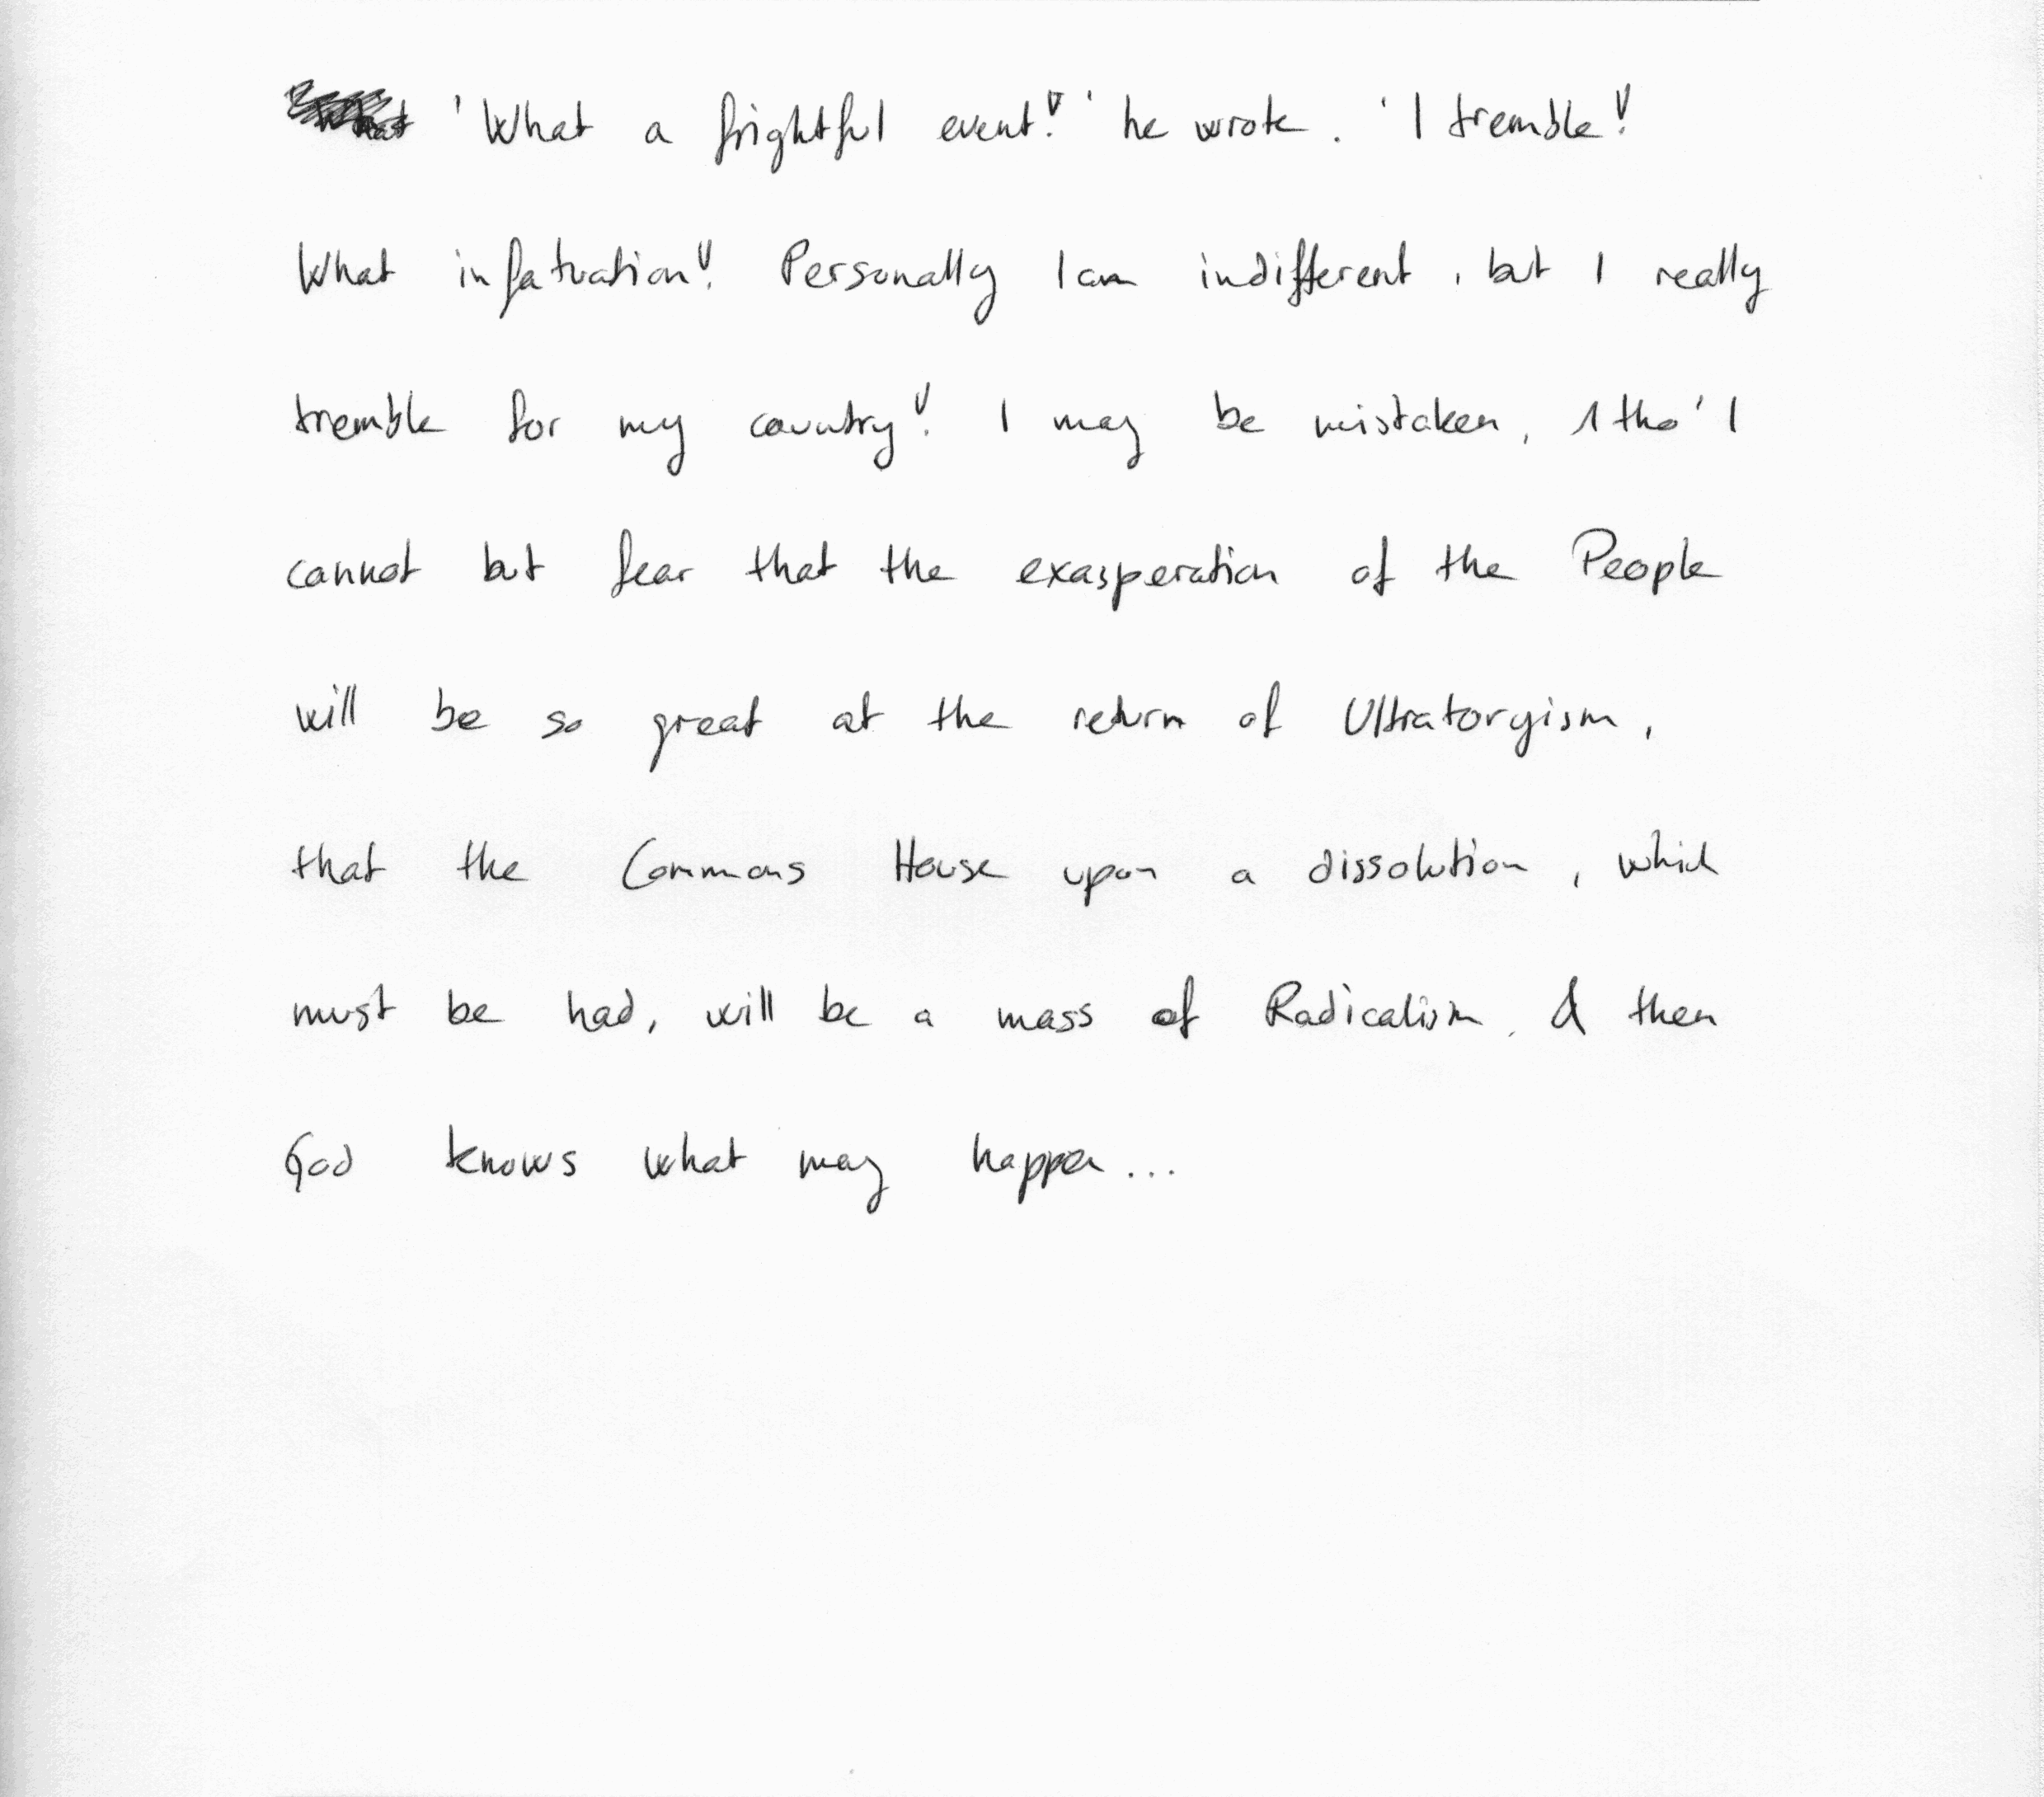 'What a frightful event!' he wrote. 'I tremble!
What infatuation! Personally I am indifferent, but I really
tremble for my country! I may be mistaken, 1 tho' I
cannot but fear that the exasperation of the People
will be so great at the return of Ultratoryism,
that the Commons House upon a dissolution, which
must be had, will be a mass of Radicalism, & then
God knows what may happen...